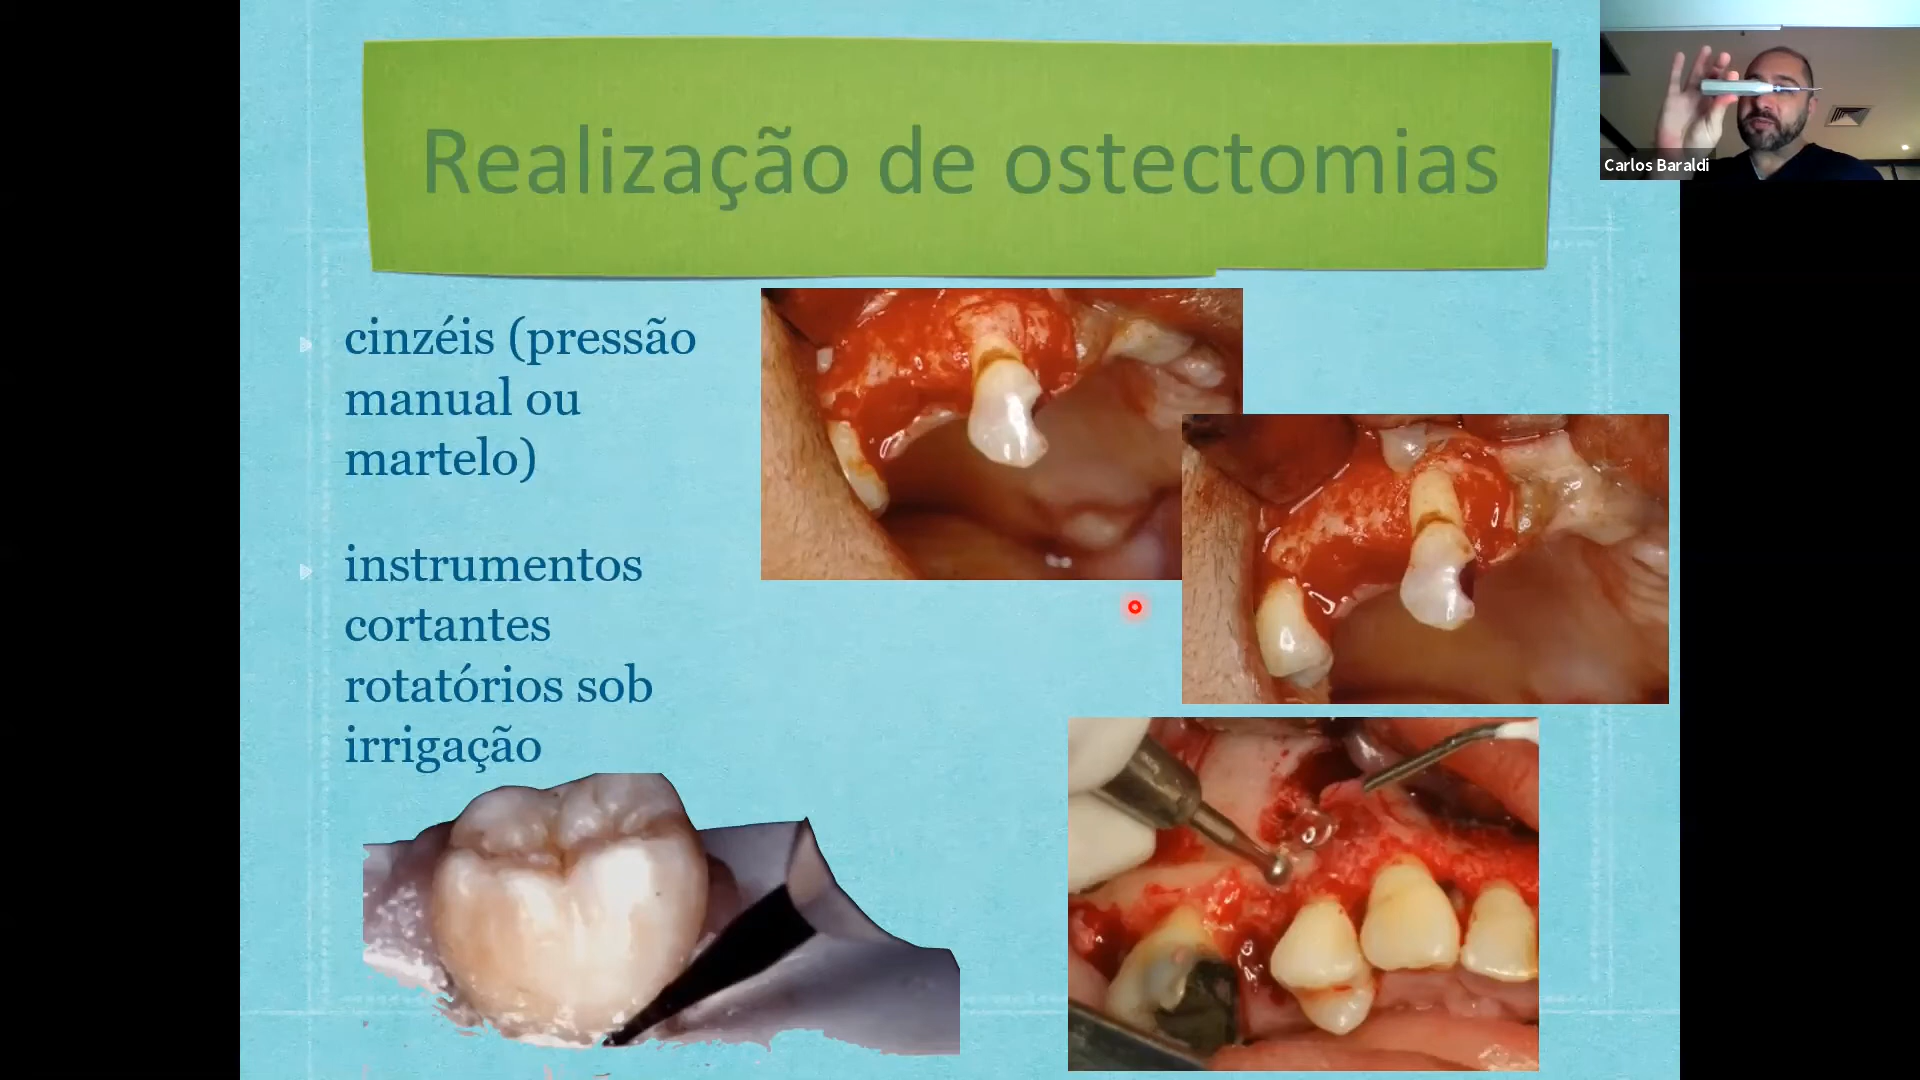 Realização de ostectomias
Carlos Baraldi
cinzéis (pressão
manual ou
martelo)
instrumentos
cortantes
rotatórios sob
irrigação